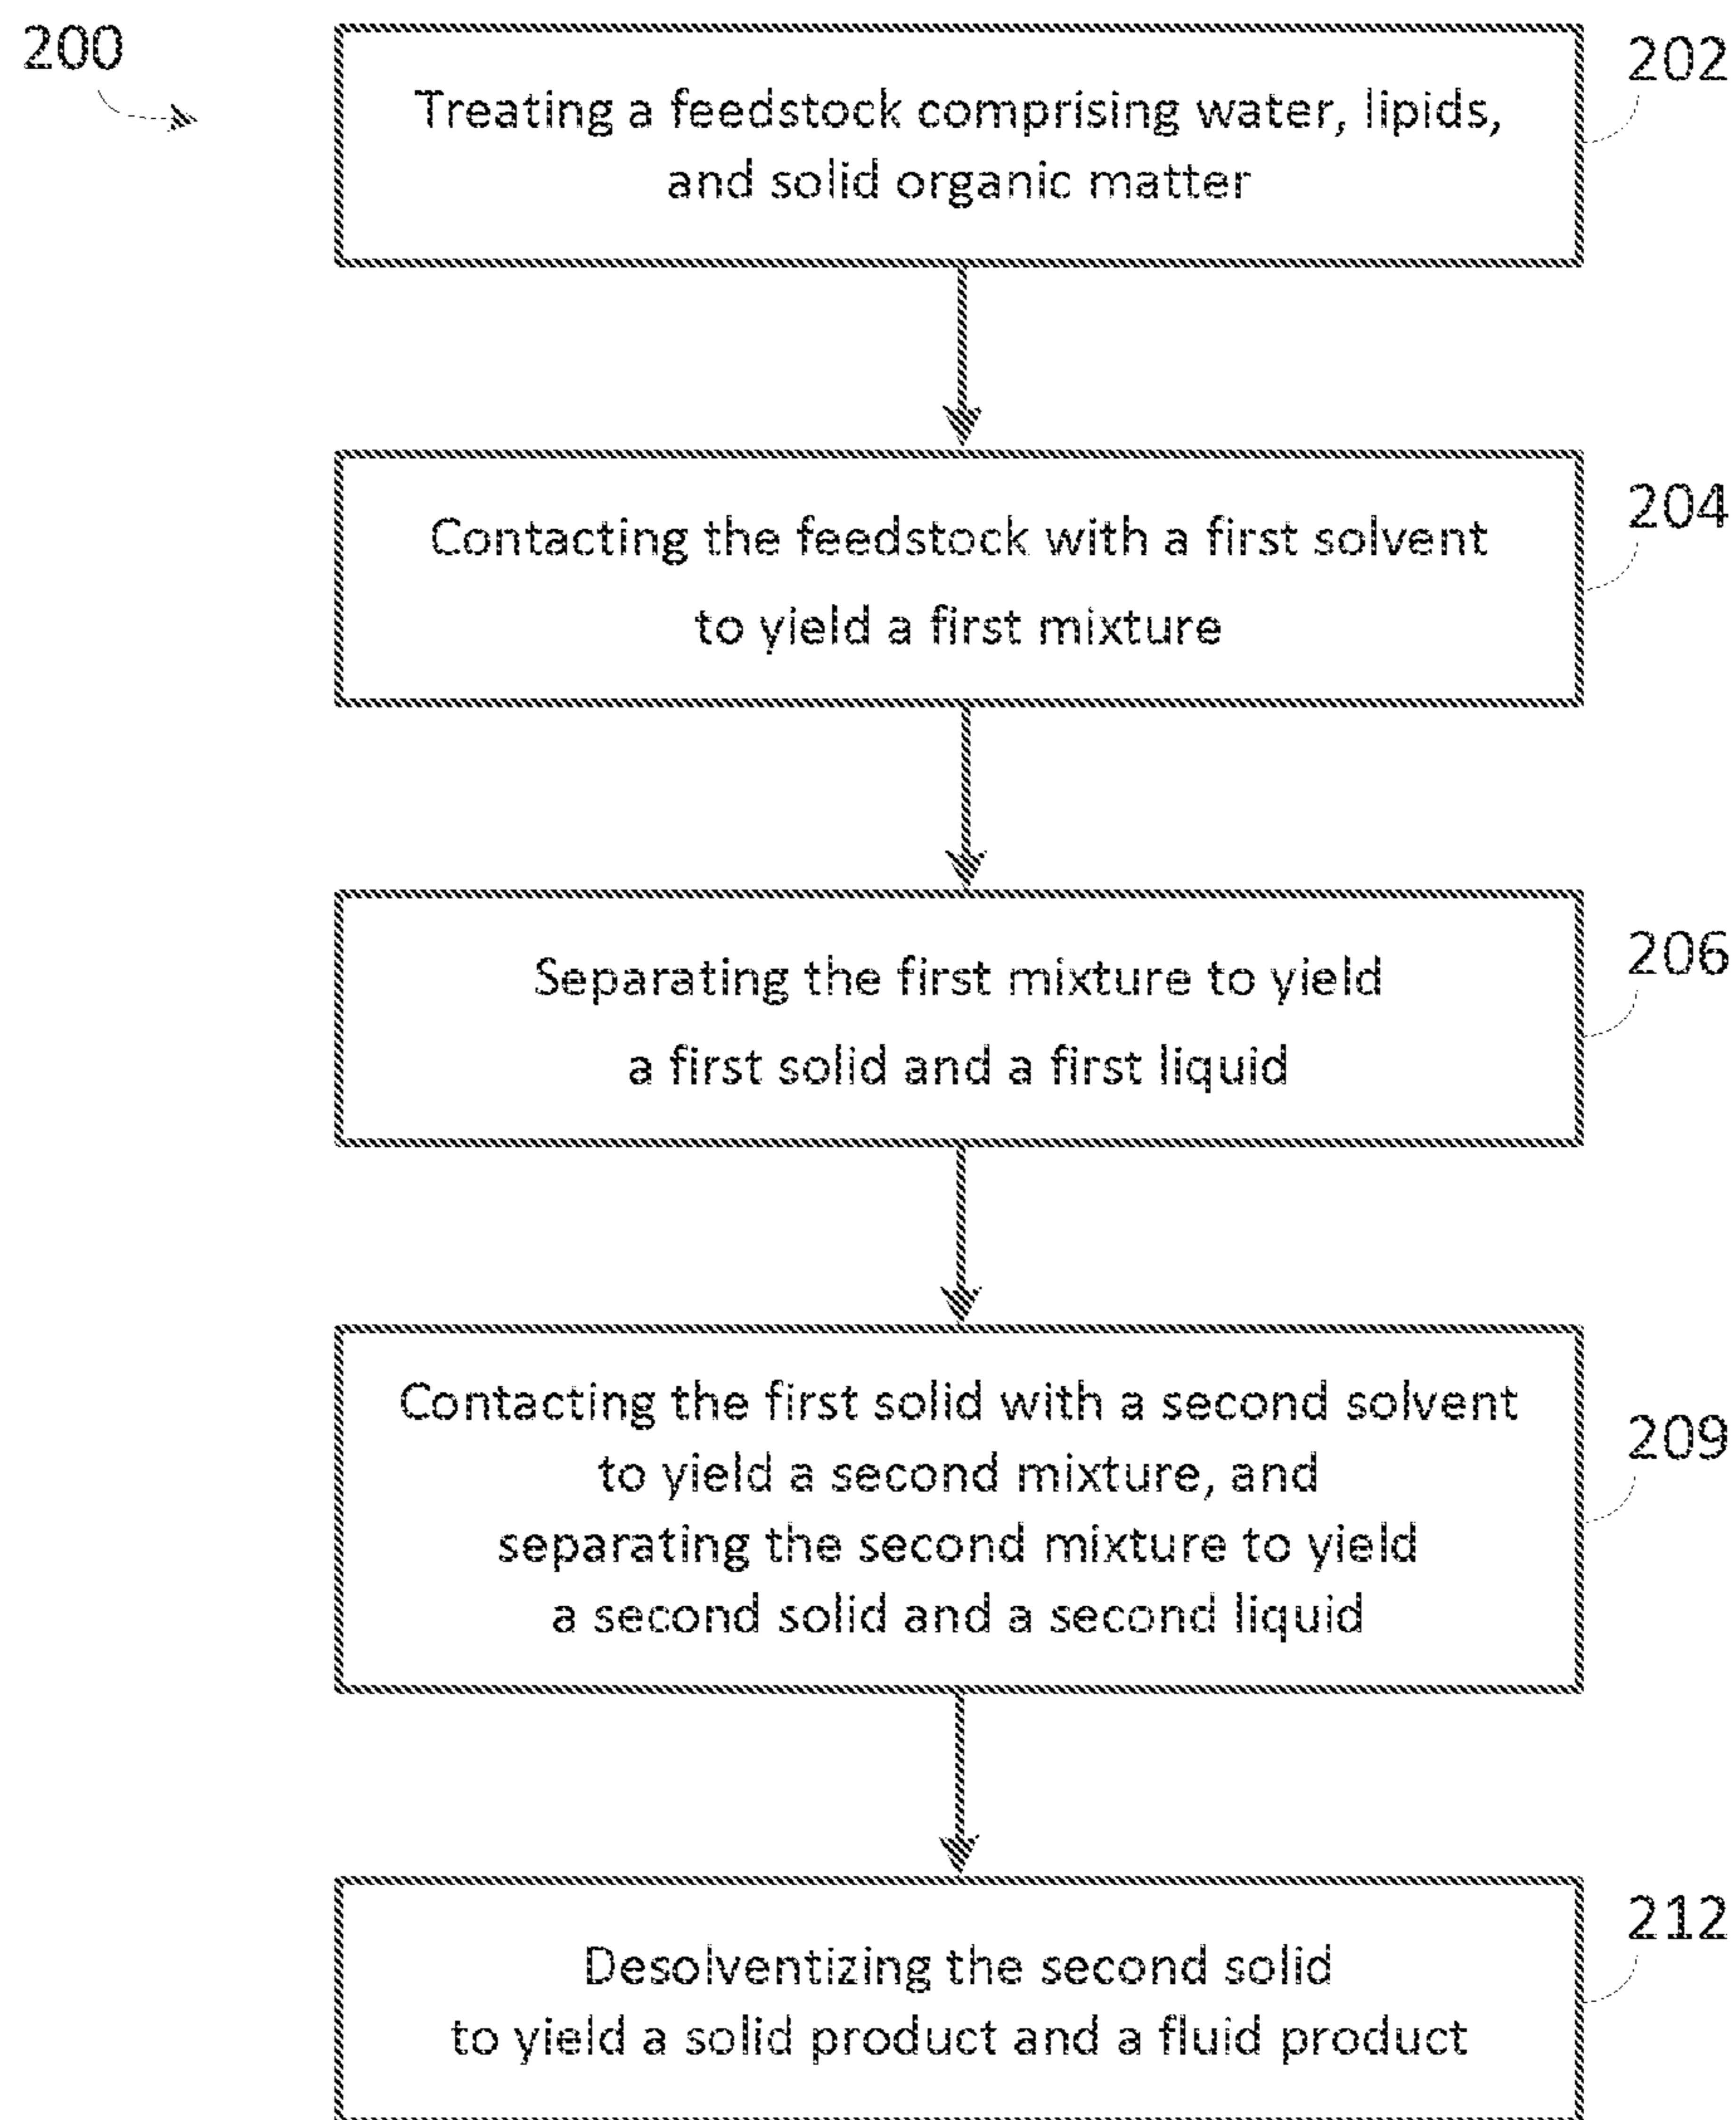 200
202
Treating a feedstock comprising water, lipids,
and solid organic matter
204
Contacting the feedstock with a first solvent
to yield a first mixture
206
Separating the first mixture to yield
a first solid and a first liquid
209
Contacting the first solid with a second solvent
to yield a second mixture, and
separating the second mixture to yield
a second solid and a second liquid
212
Desolventizing the second solid
to yield a solid product and a fluid product